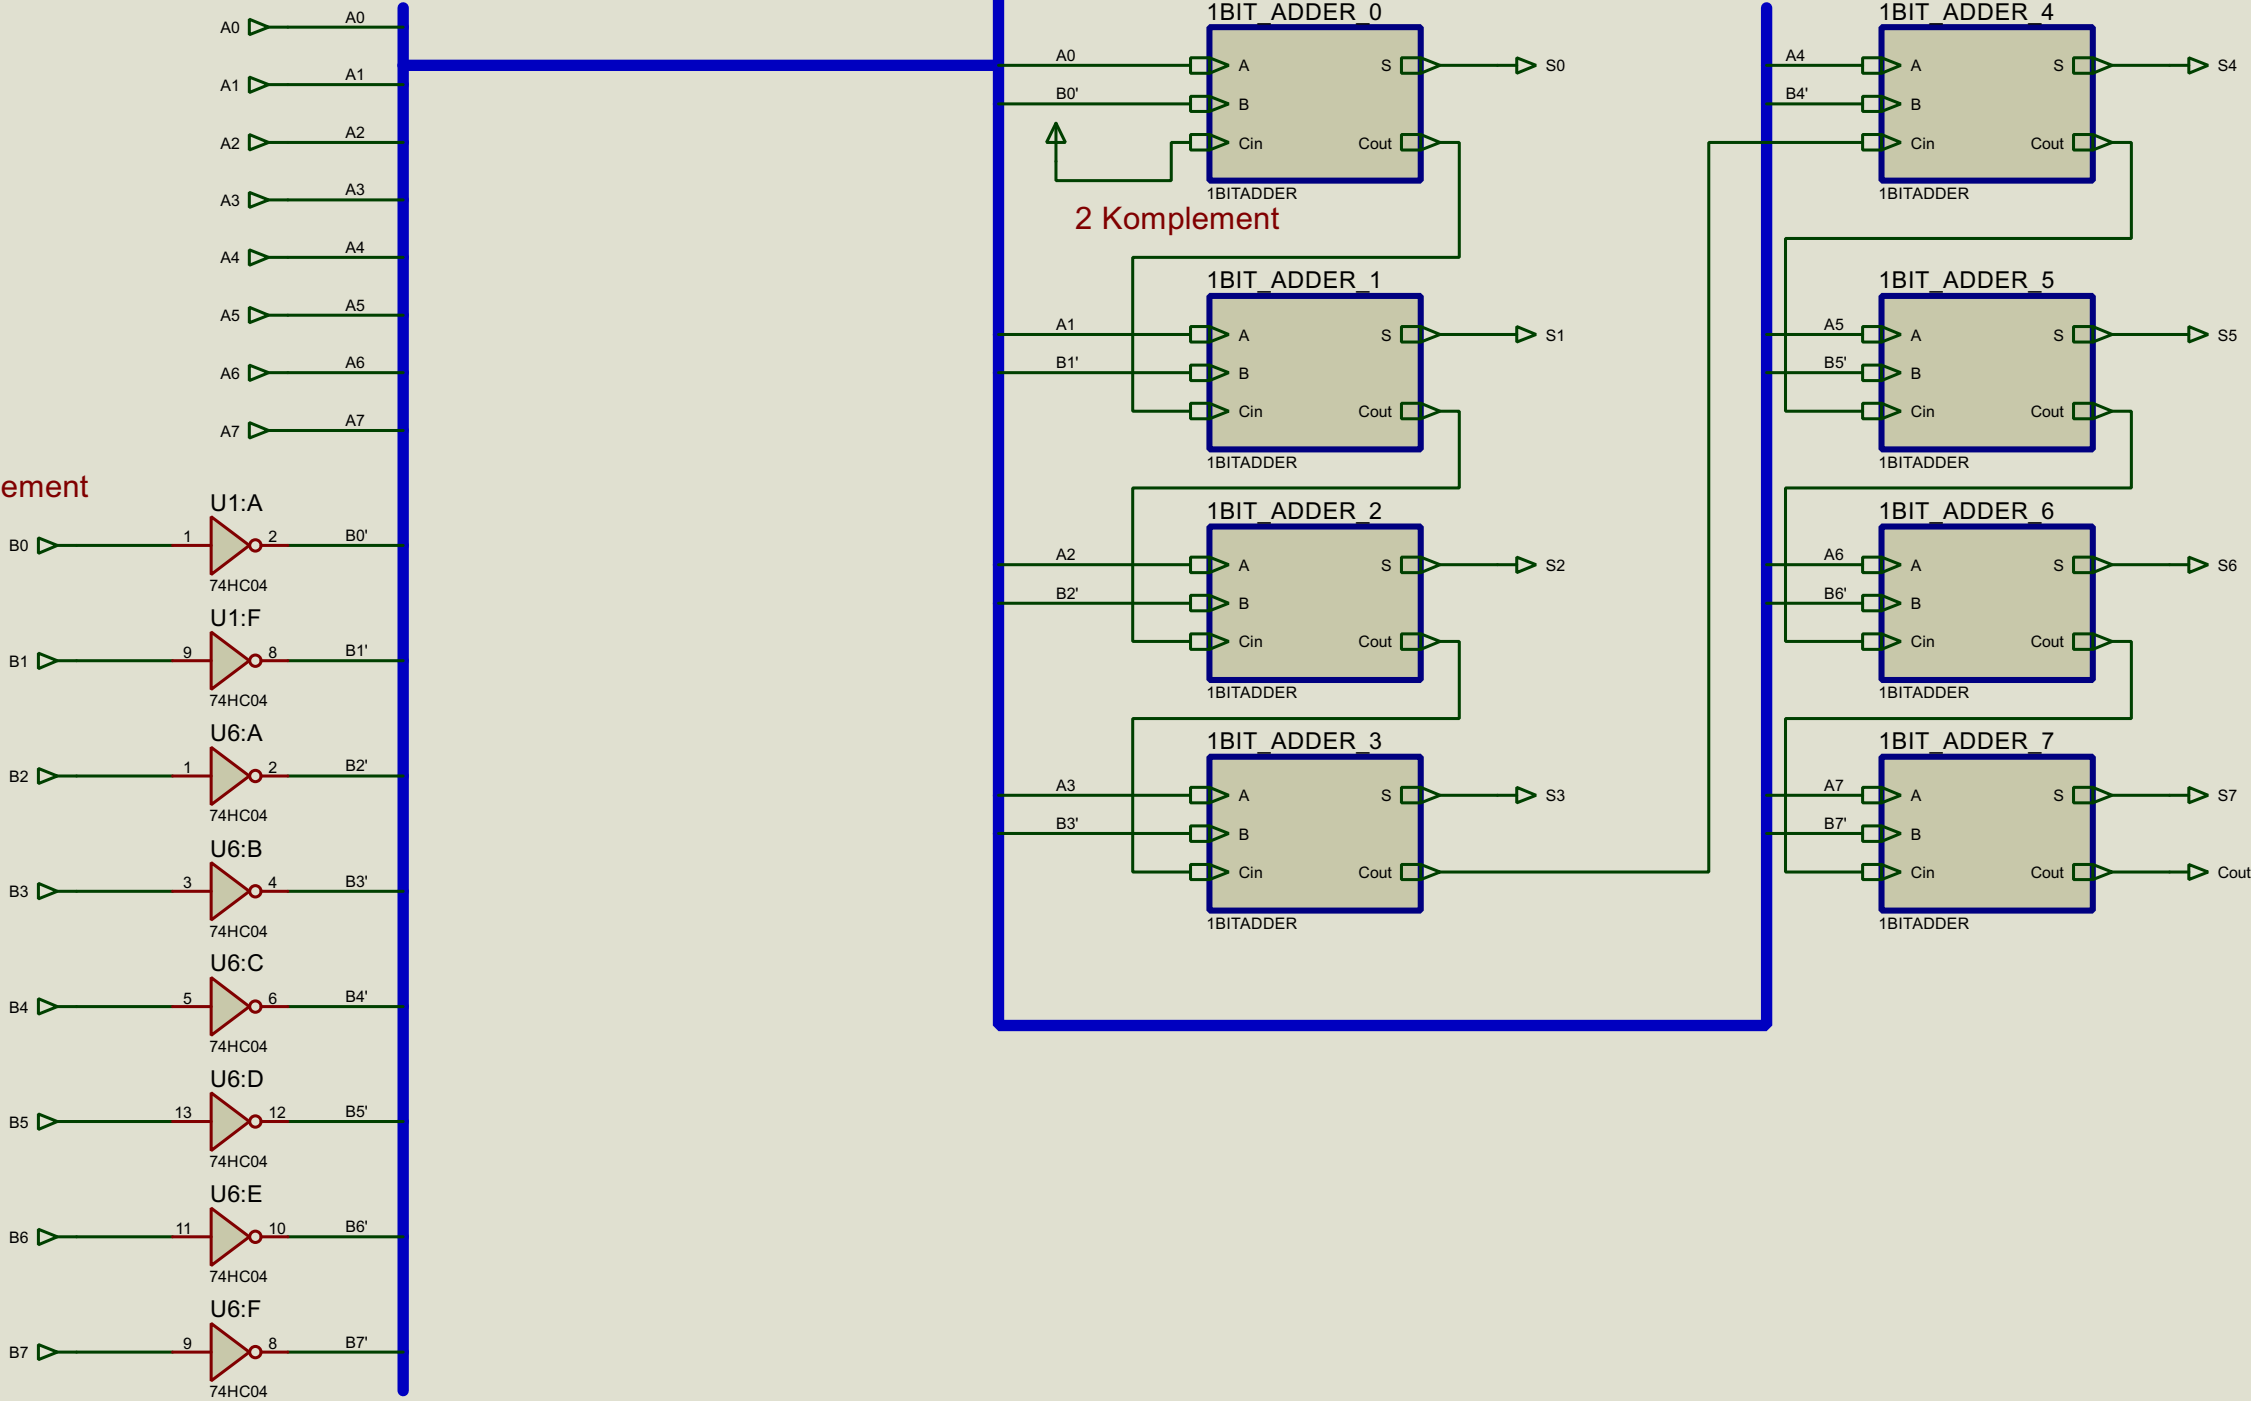 A0 A0
A1 A1
A2 A2
A3 A3
A4 A4
A5 A5
A6 A6
A7 A7
ement
U1:A
B0 1 2 B0'
74HC04
U1:F
B1 9 8 B1'
74HC04
U6:A
B2 1 2 B2'
74HC04
U6:B
B3 3 4 B3'
74HC04
U6:C
B4 5 6 B4'
74HC04
U6:D
B5 13 12 B5'
74HC04
U6:E
B6 11 10 B6'
74HC04
U6:F
B7 9 8 B7'
74HC04
1BIT_ADDER_0
A0 A S S0
B0' B
Cin Cout
1BITADDER
2 Komplement
1BIT_ADDER_1
A1 A S S1
B1' B
Cin Cout
1BITADDER
1BIT_ADDER_2
A2 A S S2
B2' B
Cin Cout
1BITADDER
1BIT_ADDER_3
A3 A S S3
B3' B
Cin Cout
1BITADDER
1BIT_ADDER_4
A4 A S S4
B4' B
Cin Cout
1BITADDER
1BIT_ADDER_5
A5 A S S5
B5' B
Cin Cout
1BITADDER
1BIT_ADDER_6
A6 A S S6
B6' B
Cin Cout
1BITADDER
1BIT_ADDER_7
A7 A S S7
B7' B
Cin Cout Cout
1BITADDER